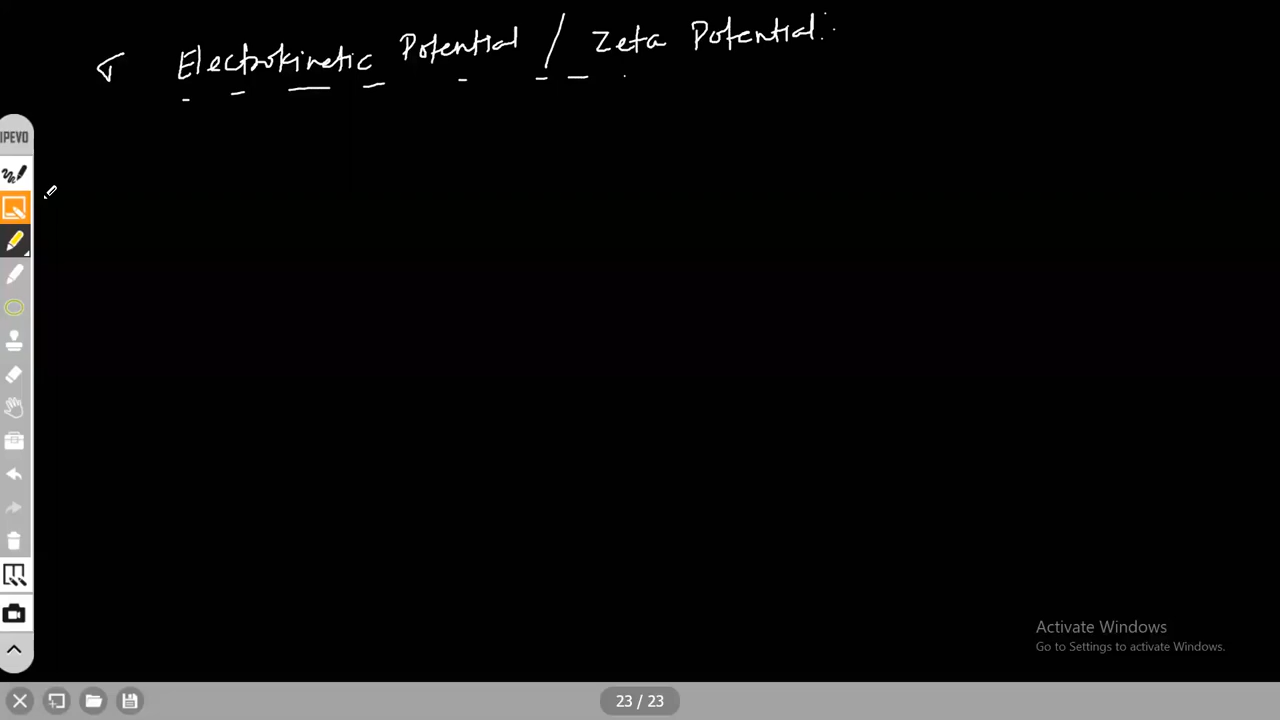 Electrokinetic Potential / Zeta Potential:
IPEVO
Activate Windows
Go to Settings to activate Windows.
23 / 23